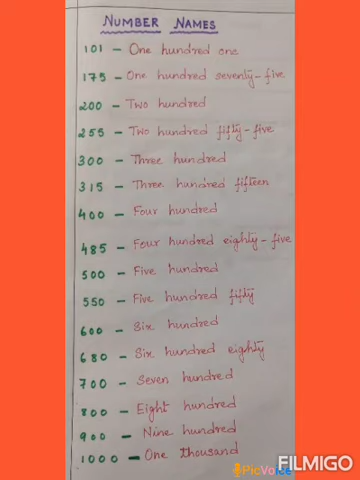 NUMBER NAMES
101 - One hundred one
175 - One hundred seventy-five
200 - Two hundred
255 - Two hundred fifty-five
300 - Three hundred
315 - Three hundred fifteen
400 - Four hundred
485 - Four hundred eighty-five
500 - Five hundred
550 - Five hundred fifty
600 - Six hundred
680 - Six hundred eighty
700 - Seven hundred
800 - Eight hundred
900 - Nine hundred
1000 - One thousand
PicVoice
FILMIGO